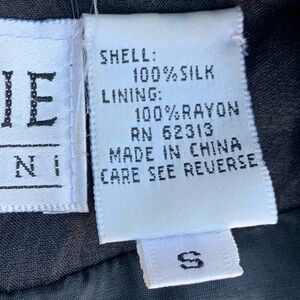 IE
N I
SHELL:
100%SILK
LINING:
100%RAYON
RN 62313
MADE IN CHINA
CARE SEE REVERSE
S